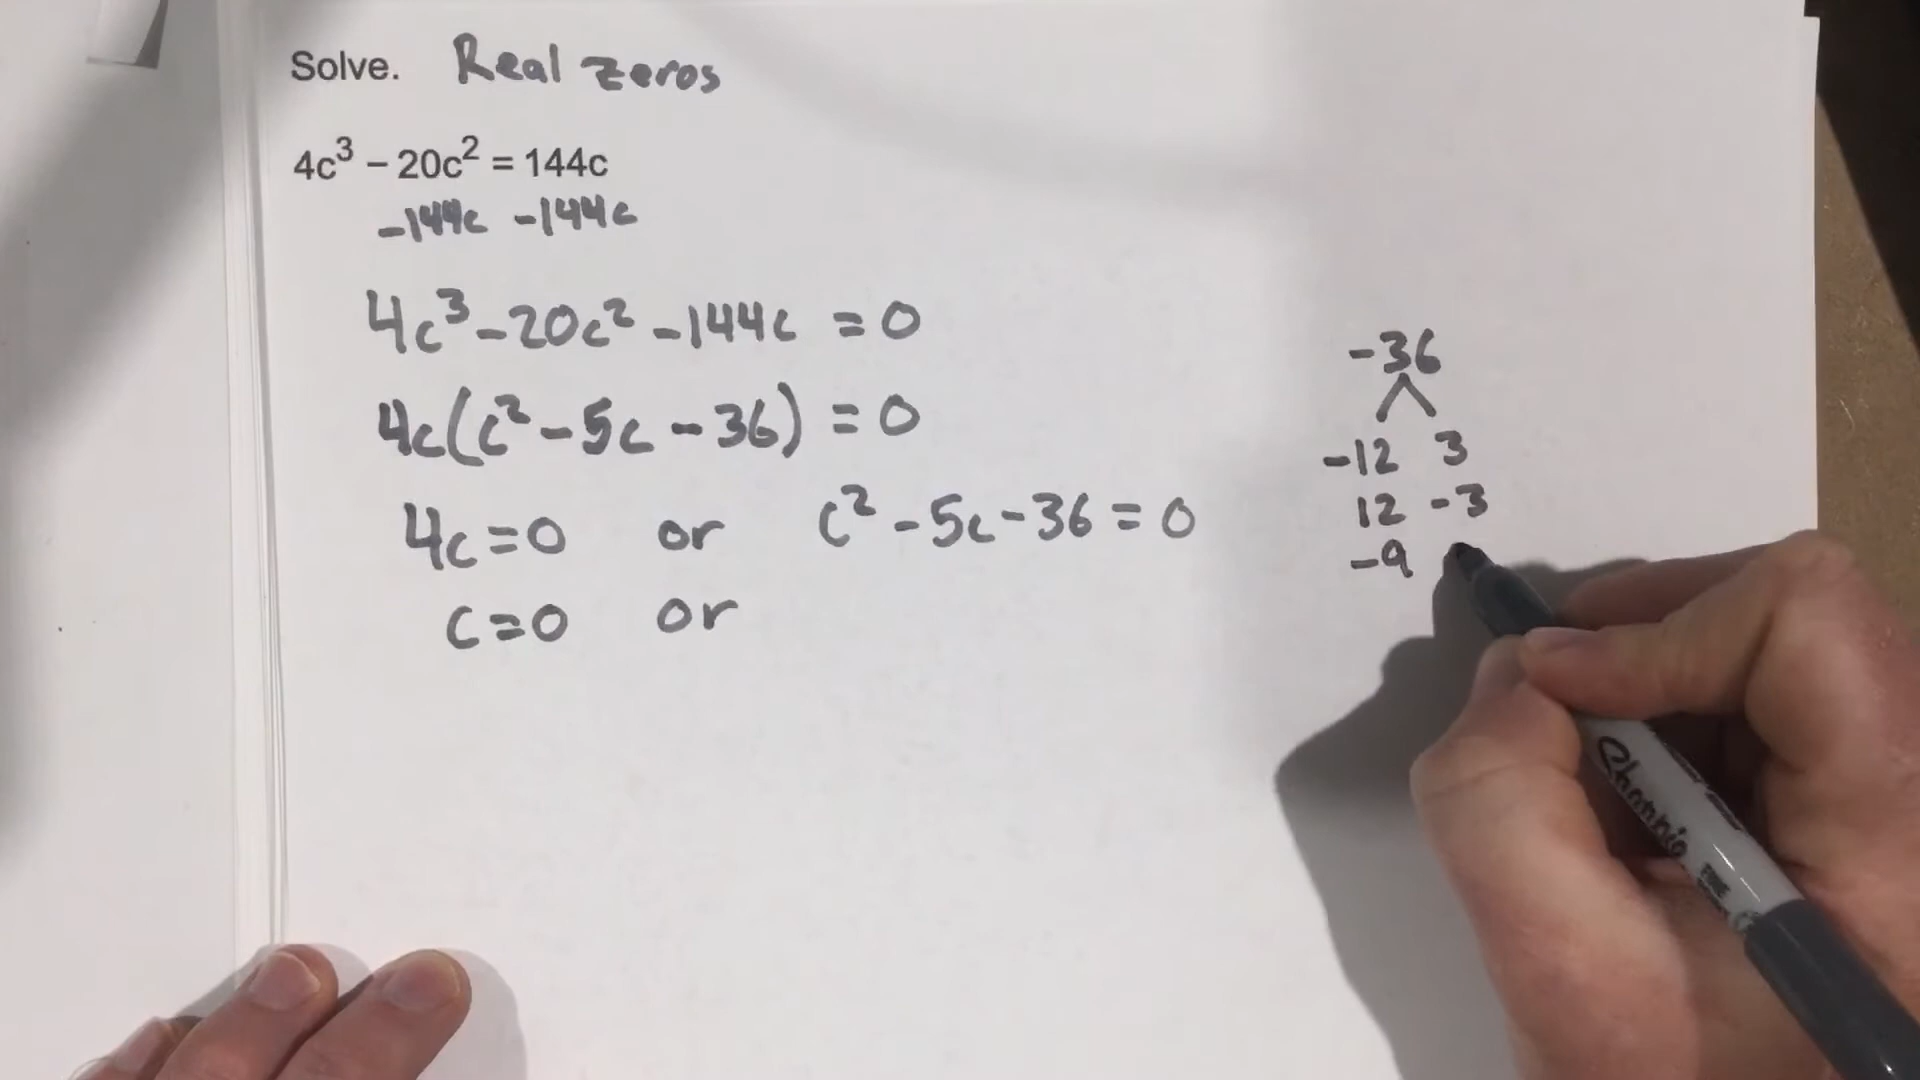 Solve. Real zeros
4c³ – 20c² = 144c
-144c -144c
4c³ -20c² -144c = 0
4c(c² - 5c - 36) = 0
4c = 0 or c² - 5c - 36 = 0
c = 0 or
-36
-12 3
12 -3
-9
Sharpie
FINE